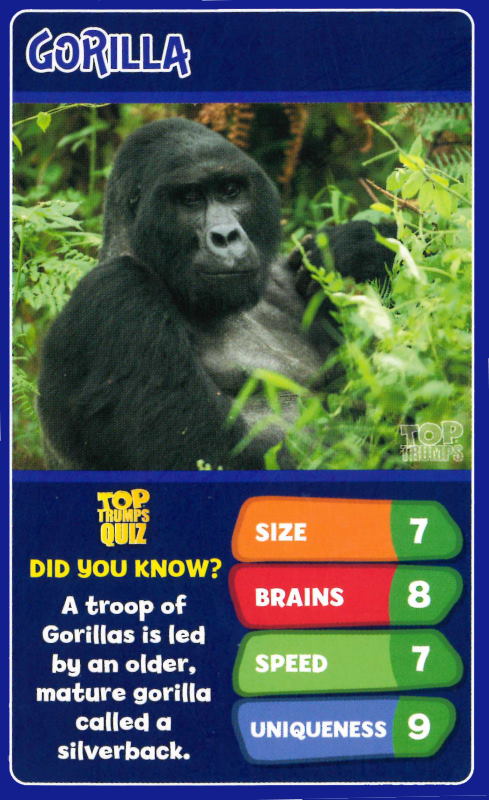 GORILLA
TOP
TRUMPS
TOP
TRUMPS
QUIZ
DID YOU KNOW?
A troop of
Gorillas is led
by an older,
mature gorilla
called a
silverback.
SIZE 7
BRAINS 8
SPEED 7
UNIQUENESS 9